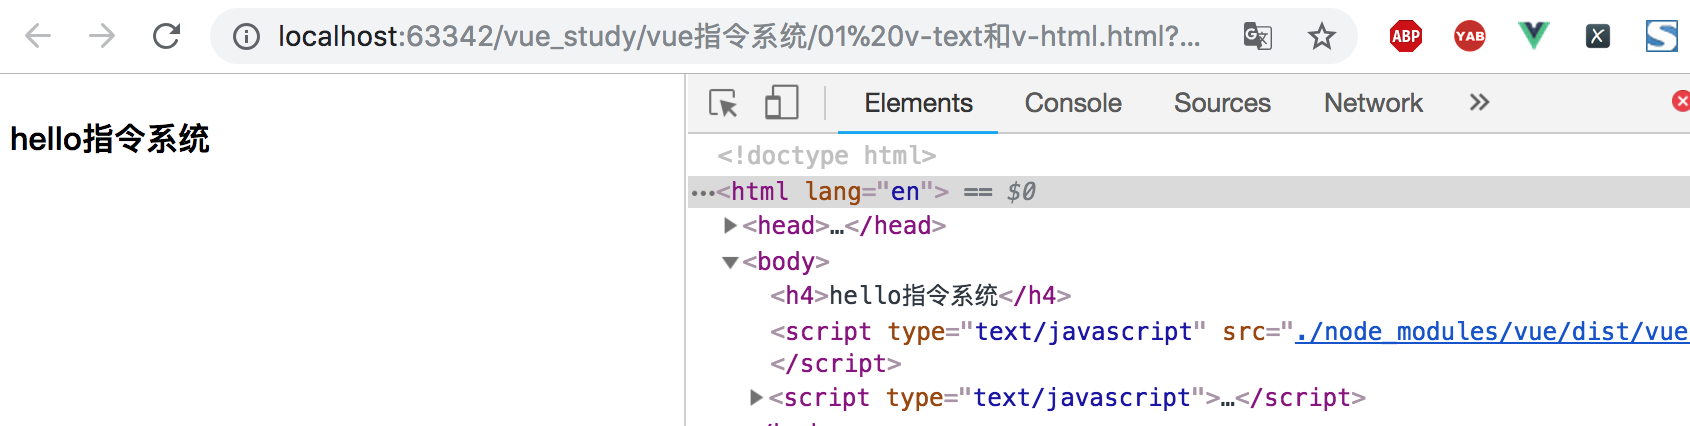 localhost:63342/vue_study/vue指令系统/01%20v-text和v-html.html?...
ABP
YAB
hello指令系统
Elements Console Sources Network »
<!doctype html>
…<html lang="en"> == $0
▶<head>…</head>
▼<body>
<h4>hello指令系统</h4>
<script type="text/javascript" src="./node_modules/vue/dist/vue
</script>
▶<script type="text/javascript">…</script>